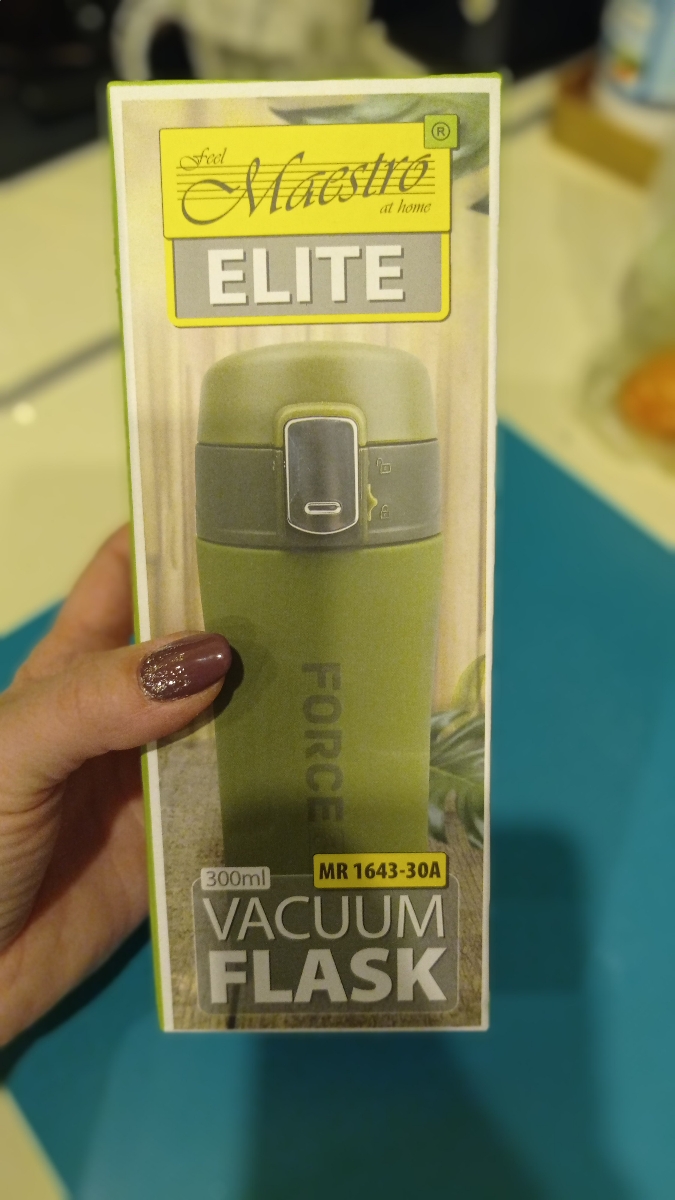 Feel
Maestro
®
at home
ELITE
FORCE
300ml
MR 1643-30A
VACUUM
FLASK